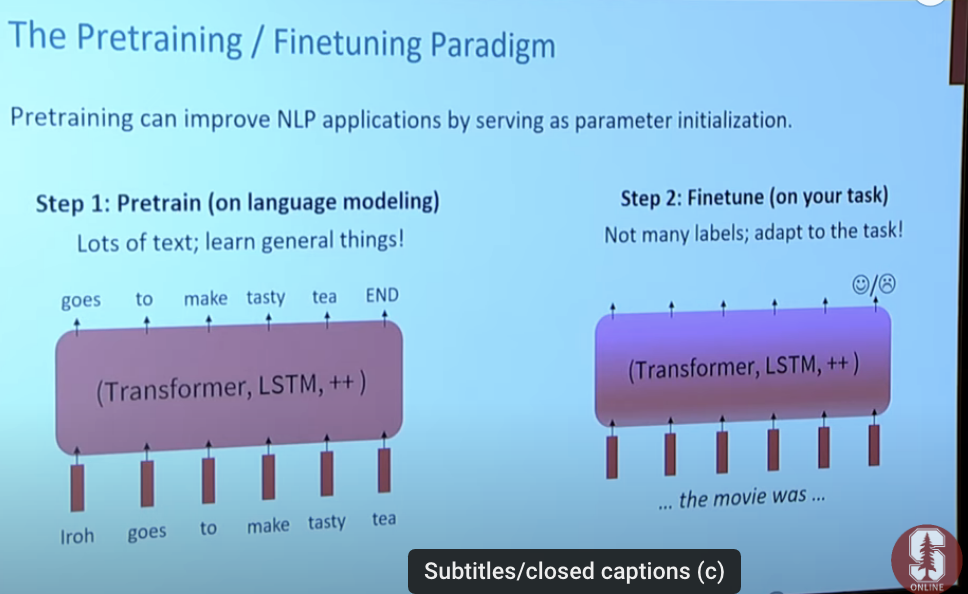 The Pretraining / Finetuning Paradigm
Pretraining can improve NLP applications by serving as parameter initialization.
Step 1: Pretrain (on language modeling)
Lots of text; learn general things!
goes to make tasty tea END
(Transformer, LSTM, ++ )
Iroh goes to make tasty tea
Step 2: Finetune (on your task)
Not many labels; adapt to the task!
☺/☹
(Transformer, LSTM, ++ )
... the movie was ...
Subtitles/closed captions (c)
S
ONLINE